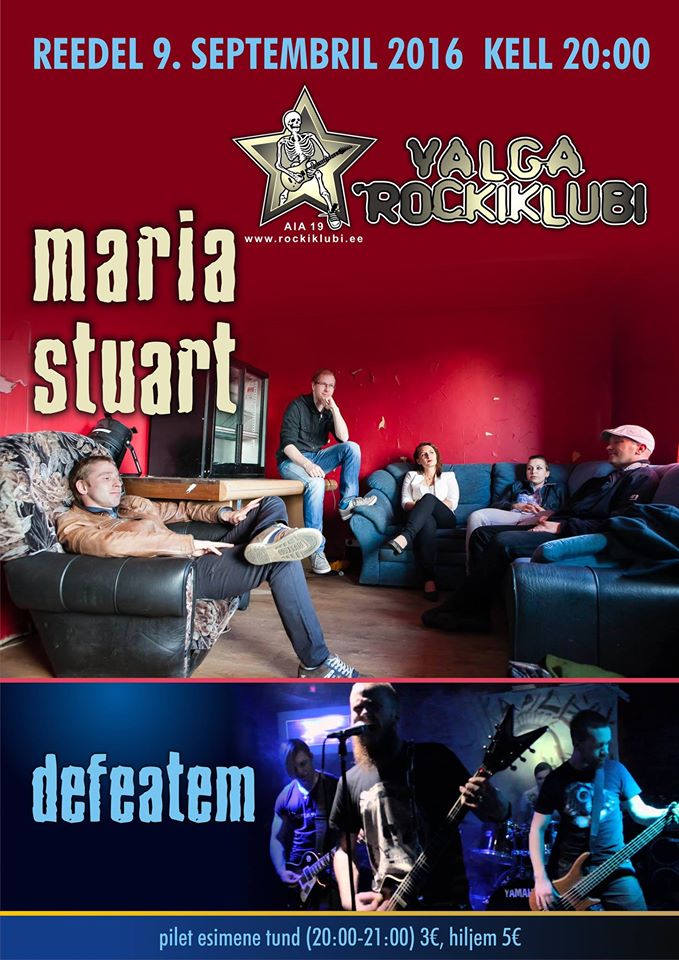 REEDEL 9. SEPTEMBRIL 2016 KELL 20:00
VALGA
ROCKIKLUBI
AIA 19
www.rockiklubi.ee
maria
stuart
defeatem
YAMAHA
pilet esimene tund (20:00-21:00) 3€, hiljem 5€